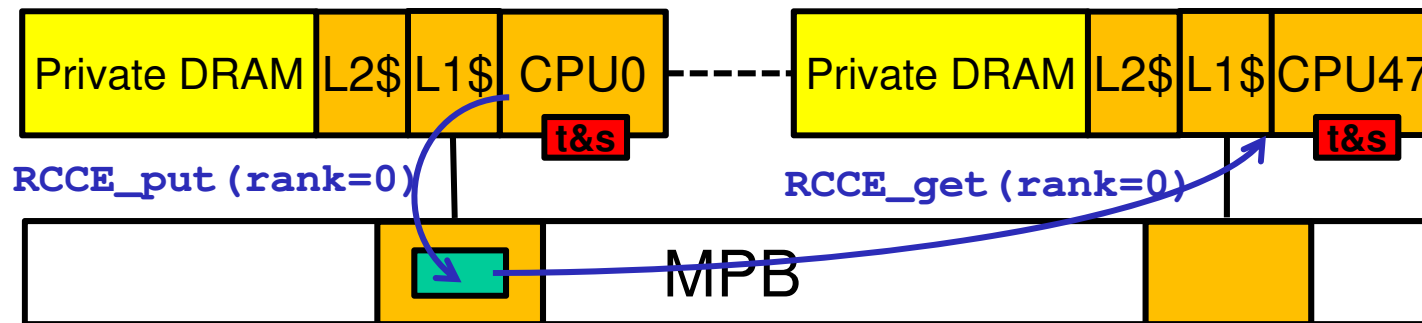 Private DRAM L2$ L1$ CPU0 Private DRAM L2$ L1$ CPU47
t&s t&s
RCCE_put(rank=0) RCCE_get(rank=0)
MPB